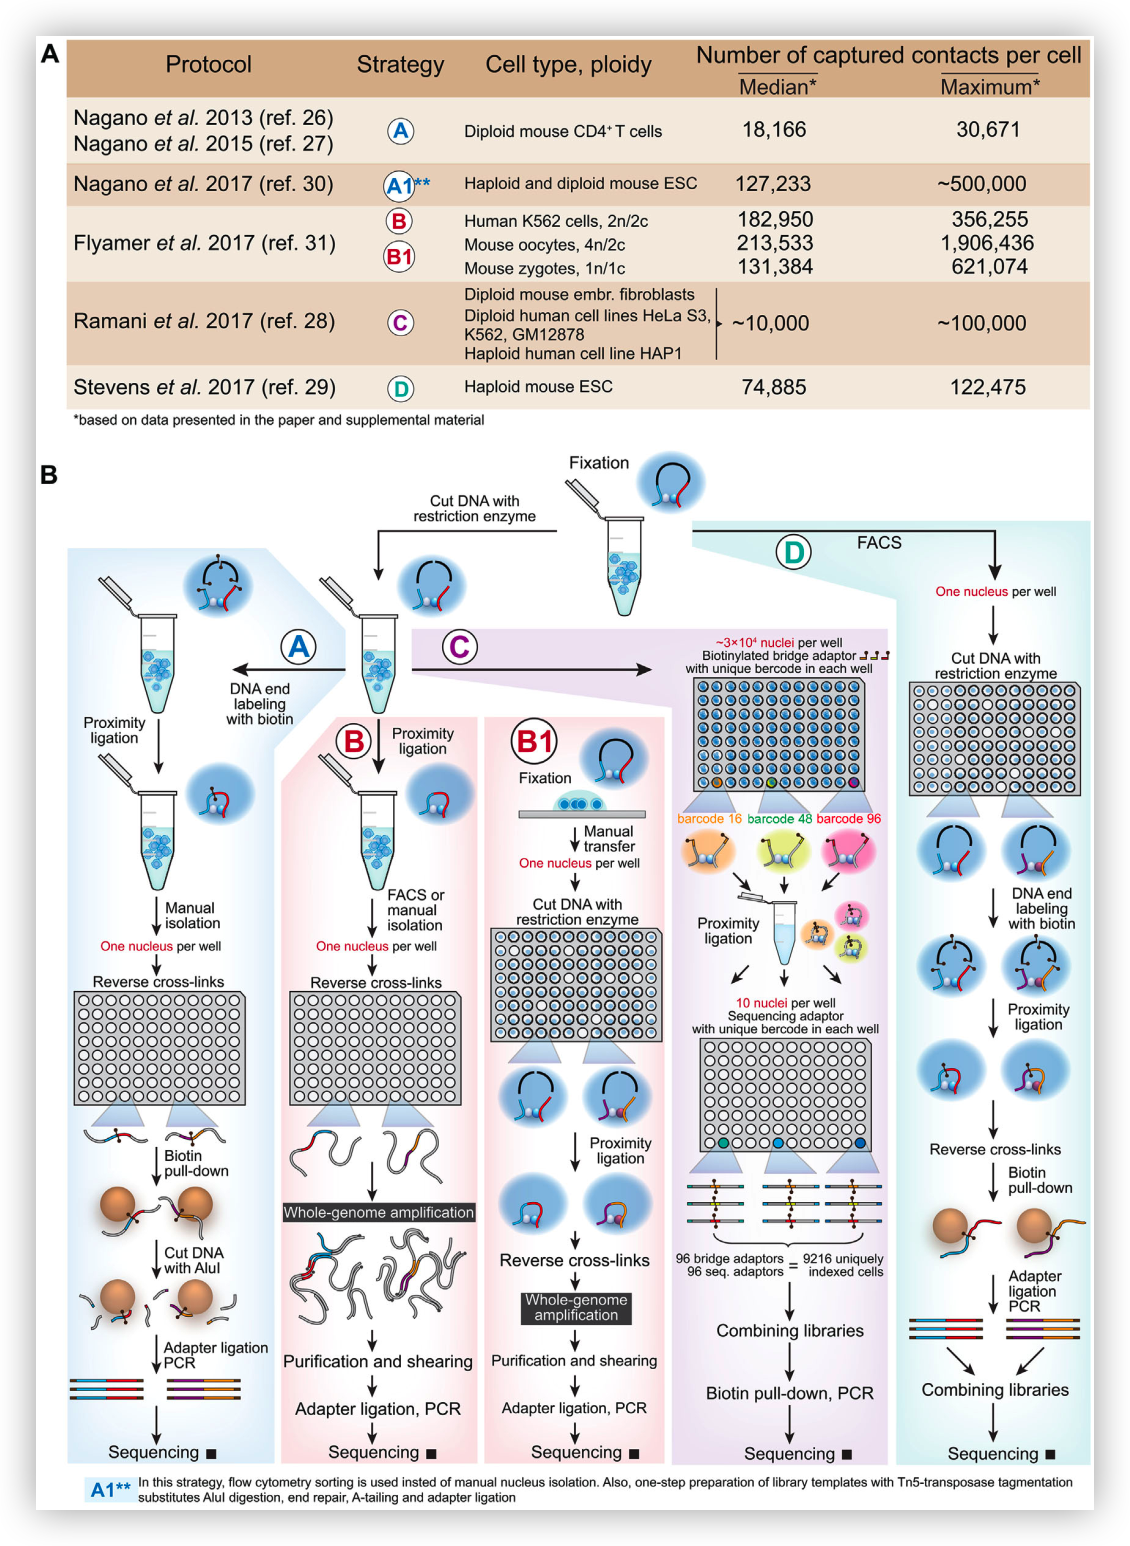 A
Protocol Strategy Cell type, ploidy Number of captured contacts per cell
Median* Maximum*
Nagano et al. 2013 (ref. 26)
Nagano et al. 2015 (ref. 27) A Diploid mouse CD4+ T cells 18,166 30,671
Nagano et al. 2017 (ref. 30) A1** Haploid and diploid mouse ESC 127,233 ~500,000
Flyamer et al. 2017 (ref. 31) B B1
Human K562 cells, 2n/2c 182,950 356,255
Mouse oocytes, 4n/2c 213,533 1,906,436
Mouse zygotes, 1n/1c 131,384 621,074
Ramani et al. 2017 (ref. 28) C
Diploid mouse embr. fibroblasts
Diploid human cell lines HeLa S3,
K562, GM12878
Haploid human cell line HAP1
~10,000 ~100,000
Stevens et al. 2017 (ref. 29) D Haploid mouse ESC 74,885 122,475
*based on data presented in the paper and supplemental material
B
Fixation
Cut DNA with
restriction enzyme
A
DNA end
labeling
with biotin
Proximity
ligation
Manual
isolation
One nucleus per well
Reverse cross-links
Biotin
pull-down
Cut DNA
with AluI
Adapter ligation
PCR
Sequencing ■
B
Proximity
ligation
FACS or
manual
isolation
One nucleus per well
Reverse cross-links
Whole-genome amplification
Purification and shearing
Adapter ligation, PCR
Sequencing ■
B1
Fixation
Manual
transfer
One nucleus per well
Cut DNA with
restriction enzyme
Proximity
ligation
Reverse cross-links
Whole-genome
amplification
Purification and shearing
Adapter ligation, PCR
Sequencing ■
C
~3×10⁴ nuclei per well
Biotinylated bridge adaptor
with unique bercode in each well
barcode 16 barcode 48 barcode 96
Proximity
ligation
10 nuclei per well
Sequencing adaptor
with unique bercode in each well
96 bridge adaptors
96 seq. adaptors
=
9216 uniquely
indexed cells
Combining libraries
Biotin pull-down, PCR
Sequencing ■
D
FACS
One nucleus per well
Cut DNA with
restriction enzyme
DNA end
labeling
with biotin
Proximity
ligation
Reverse cross-links
Biotin
pull-down
Adapter
ligation
PCR
Combining libraries
Sequencing ■
A1** In this strategy, flow cytometry sorting is used insted of manual nucleus isolation. Also, one-step preparation of library templates with Tn5-transposase tagmentation
substitutes AluI digestion, end repair, A-tailing and adapter ligation